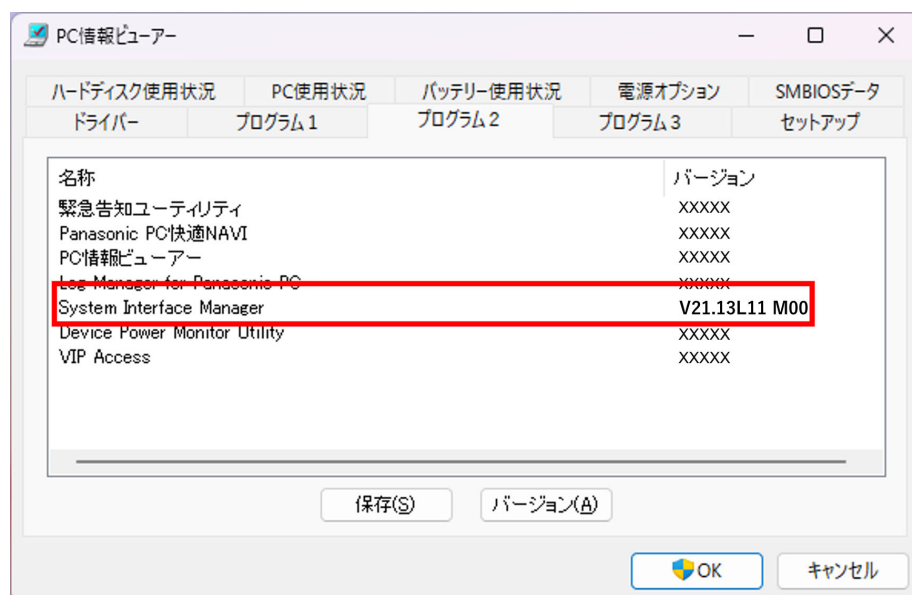 PC情報ビューアー
ハードディスク使用状況 PC使用状況 バッテリー使用状況 電源オプション SMBIOSデータ
ドライバー プログラム1 プログラム2 プログラム3 セットアップ
名称 バージョン
緊急告知ユーティリティ XXXXX
Panasonic PC快適NAVI XXXXX
PC情報ビューアー XXXXX
Log Manager for Panasonic PC XXXXX
System Interface Manager V21.13L11 M00
Device Power Monitor Utility XXXXX
VIP Access XXXXX
保存(S) バージョン(A)
OK キャンセル